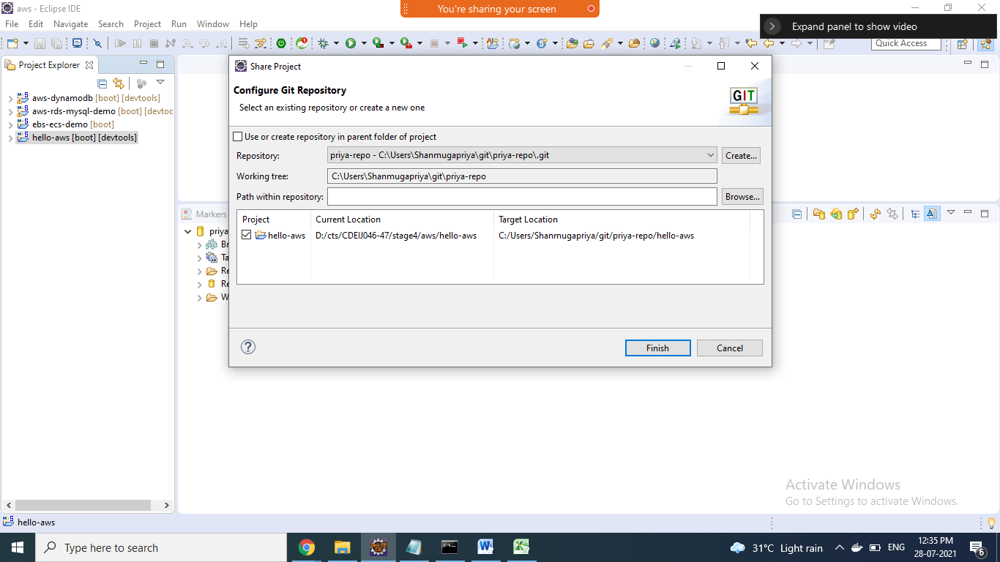 aws - Eclipse IDE
You're sharing your screen
File Edit Navigate Search Project Run Window Help
Expand panel to show video
Quick Access
Project Explorer
aws-dynamodb [boot] [devtools]
aws-rds-mysql-demo [boot] [devtoc
ebs-ecs-demo [boot]
hello-aws [boot] [devtools]
Share Project
Configure Git Repository
Select an existing repository or create a new one
GIT
Use or create repository in parent folder of project
Repository: priya-repo - C:\Users\Shanmugapriya\git\priya-repo\.git Create...
Working tree: C:\Users\Shanmugapriya\git\priya-repo
Path within repository: Browse...
Project Current Location Target Location
hello-aws D:/cts/CDEIJ046-47/stage4/aws/hello-aws C:/Users/Shanmugapriya/git/priya-repo/hello-aws
Finish Cancel
Markers
priya
Br
Ta
Re
Re
W
Activate Windows
Go to Settings to activate Windows.
hello-aws
Type here to search
31°C Light rain ENG
12:35 PM
28-07-2021
6